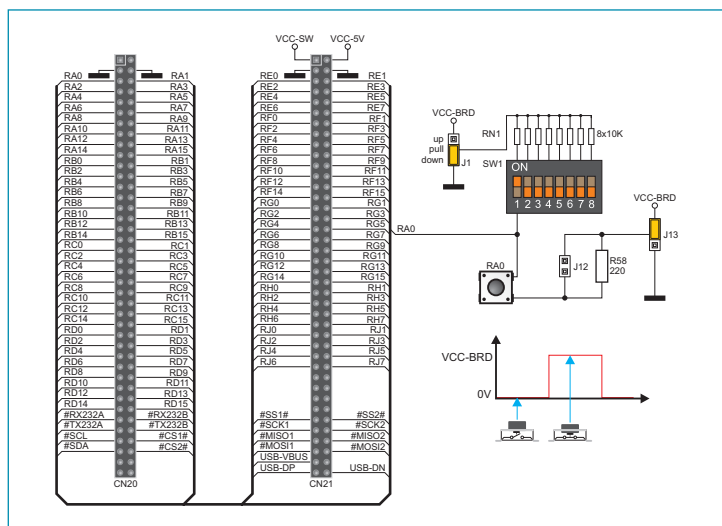 VCC-SW VCC-5V
RA0 RA1
RA2 RA3
RA4 RA5
RA6 RA7
RA8 RA9
RA10 RA11
RA12 RA13
RA14 RA15
RB0 RB1
RB2 RB3
RB4 RB5
RB6 RB7
RB8 RB9
RB10 RB11
RB12 RB13
RB14 RB15
RC0 RC1
RC2 RC3
RC4 RC5
RC6 RC7
RC8 RC9
RC10 RC11
RC12 RC13
RC14 RC15
RD0 RD1
RD2 RD3
RD4 RD5
RD6 RD7
RD8 RD9
RD10 RD11
RD12 RD13
RD14 RD15
#RX232A #RX232B
#TX232A #TX232B
#SCL #CS1#
#SDA #CS2#
CN20
RE0 RE1
RE2 RE3
RE4 RE5
RE6 RE7
RF0 RF1
RF2 RF3
RF4 RF5
RF6 RF7
RF8 RF9
RF10 RF11
RF12 RF13
RF14 RF15
RG0 RG1
RG2 RG3
RG4 RG5
RG6 RG7
RG8 RG9
RG10 RG11
RG12 RG13
RG14 RG15
RH0 RH1
RH2 RH3
RH4 RH5
RH6 RH7
RJ0 RJ1
RJ2 RJ3
RJ4 RJ5
RJ6 RJ7
#SS1# #SS2#
#SCK1 #SCK2
#MISO1 #MISO2
#MOSI1 #MOSI2
USB-VBUS
USB-DP USB-DN
CN21
VCC-BRD
up
pull
down
J1
RN1 8x10K
SW1
ON
1 2 3 4 5 6 7 8
RA0
VCC-BRD
J13
RA0
J12
R58
220
VCC-BRD
0V